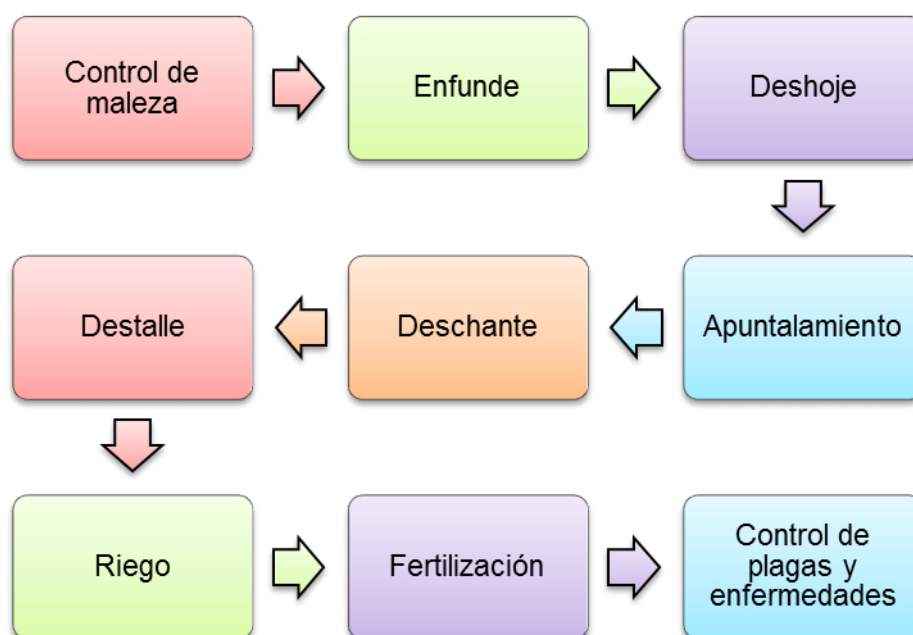 Control de
maleza
Enfunde
Deshoje
Apuntalamiento
Deschante
Destalle
Riego
Fertilización
Control de
plagas y
enfermedades